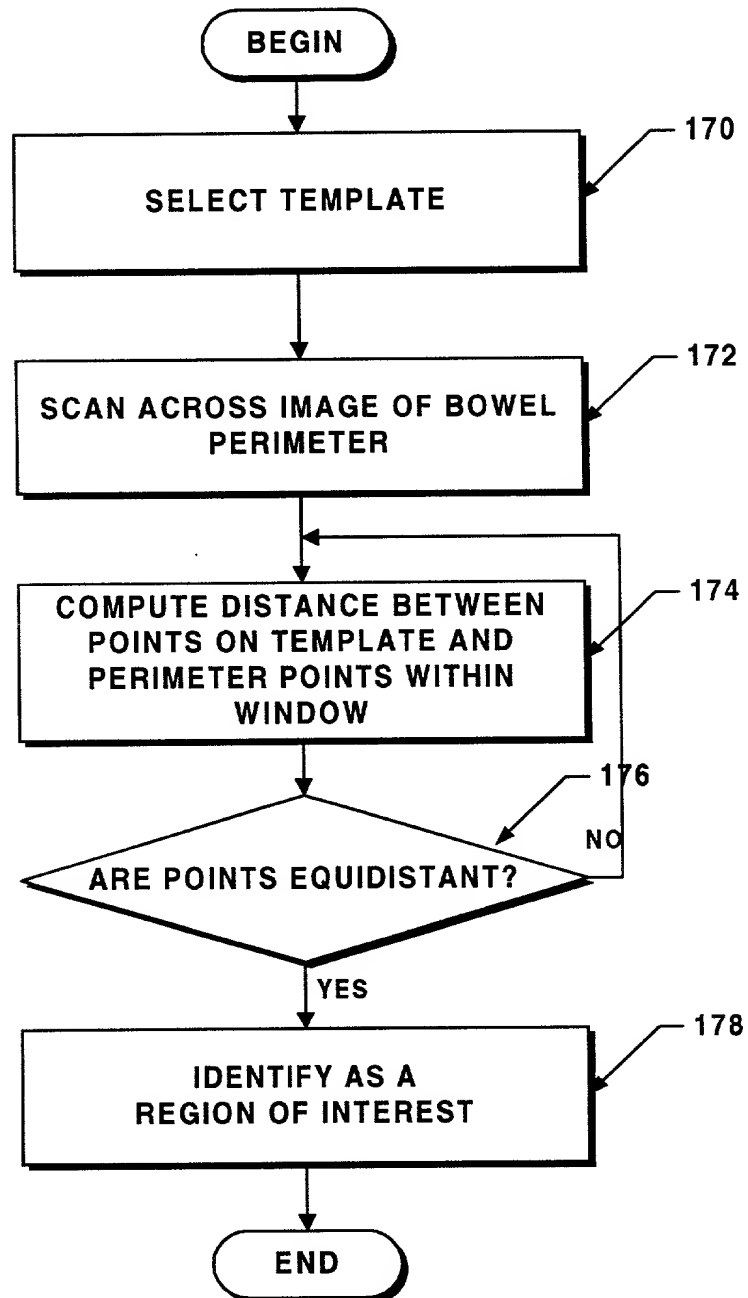 BEGIN
170
SELECT TEMPLATE
172
SCAN ACROSS IMAGE OF BOWEL
PERIMETER
174
COMPUTE DISTANCE BETWEEN
POINTS ON TEMPLATE AND
PERIMETER POINTS WITHIN
WINDOW
176
NO
ARE POINTS EQUIDISTANT?
YES
178
IDENTIFY AS A
REGION OF INTEREST
END